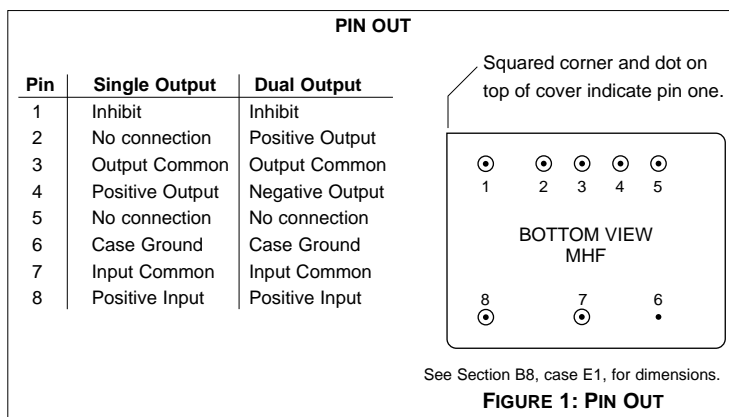 PIN OUT
Pin Single Output Dual Output
1 Inhibit Inhibit
2 No connection Positive Output
3 Output Common Output Common
4 Positive Output Negative Output
5 No connection No connection
6 Case Ground Case Ground
7 Input Common Input Common
8 Positive Input Positive Input
Squared corner and dot on
top of cover indicate pin one.
1 2 3 4 5
BOTTOM VIEW
MHF
8 7 6
See Section B8, case E1, for dimensions.
FIGURE 1: PIN OUT